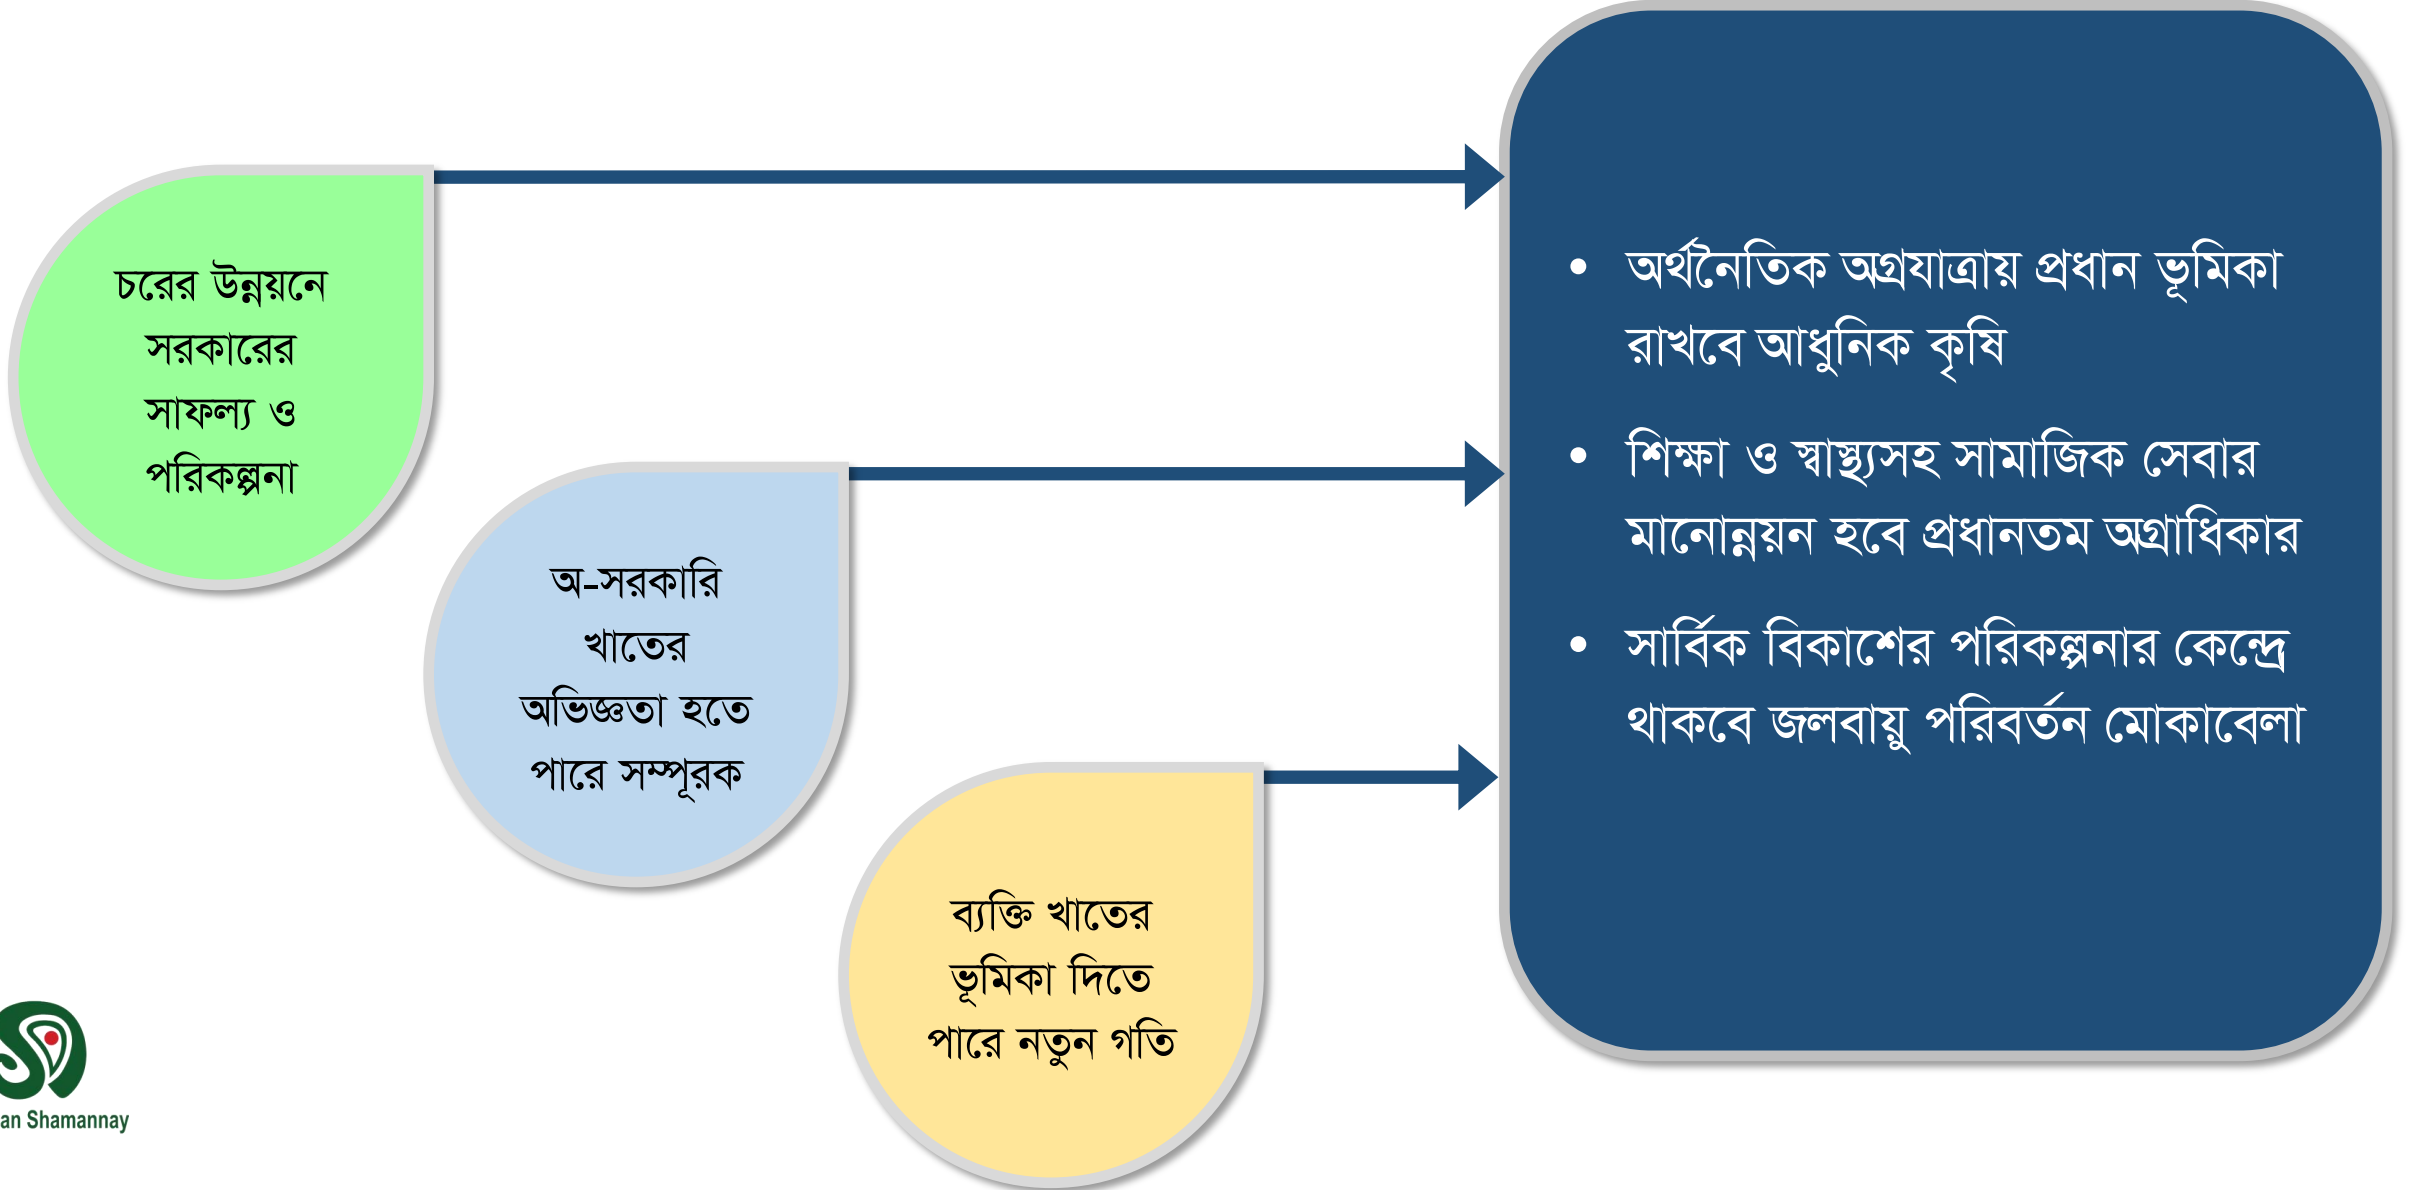 চরের উন্নয়নে
সরকারের
সাফল্য ও
পরিকল্পনা
অ-সরকারি
খাতের
অভিজ্ঞতা হতে
পারে সম্পূরক
ব্যক্তি খাতের
ভূমিকা দিতে
পারে নতুন গতি
• অর্থনৈতিক অগ্রযাত্রায় প্রধান ভূমিকা
রাখবে আধুনিক কৃষি
• শিক্ষা ও স্বাস্থ্যসহ সামাজিক সেবার
মানোন্নয়ন হবে প্রধানতম অগ্রাধিকার
• সার্বিক বিকাশের পরিকল্পনার কেন্দ্রে
থাকবে জলবায়ু পরিবর্তন মোকাবেলা
an Shamannay